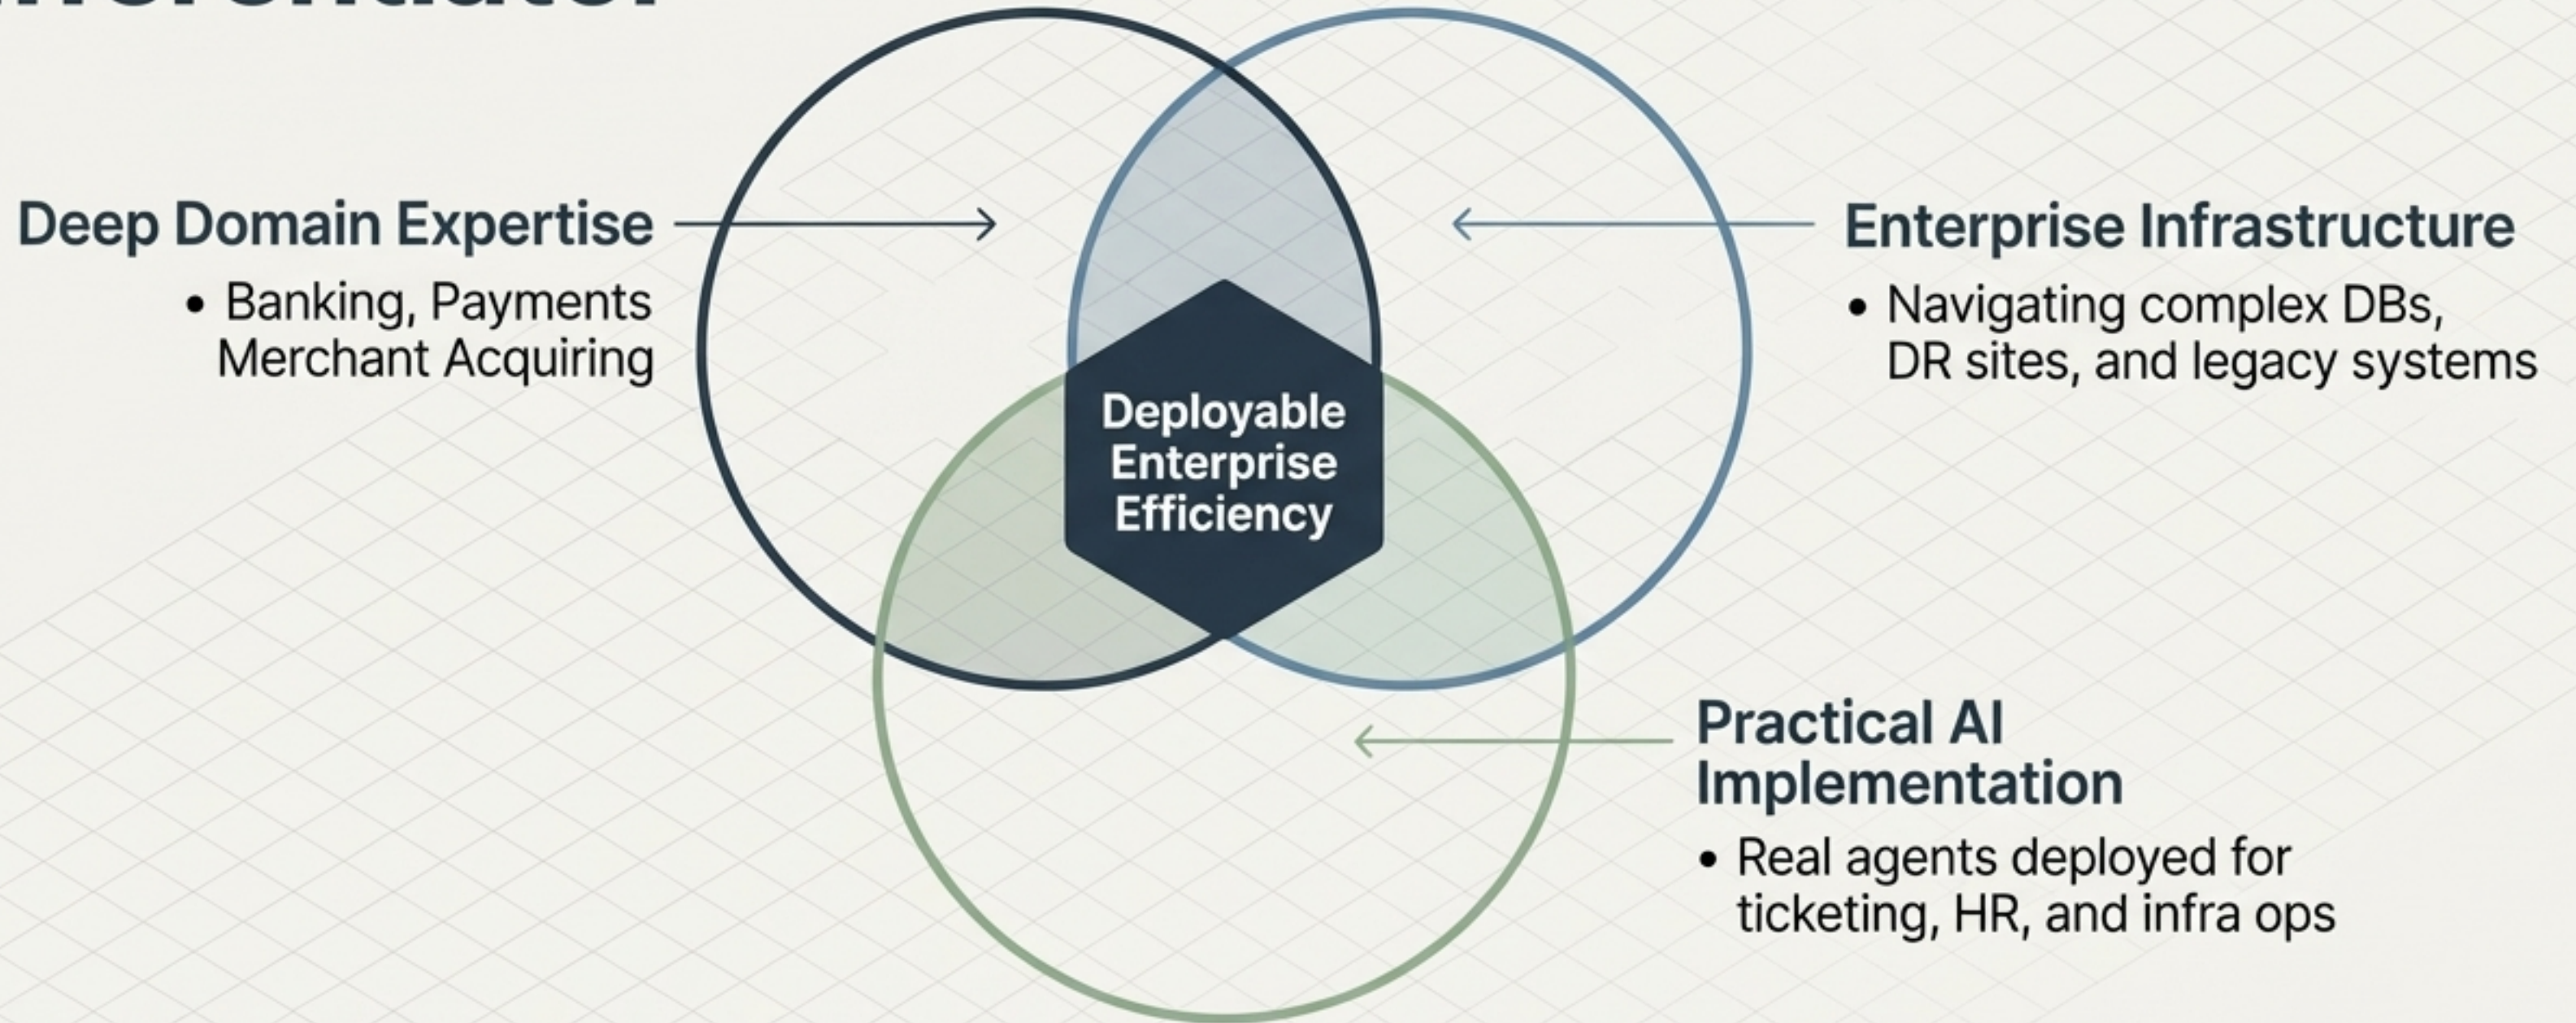 Deep Domain Expertise
• Banking, Payments
Merchant Acquiring
Enterprise Infrastructure
• Navigating complex DBs,
DR sites, and legacy systems
Deployable
Enterprise
Efficiency
Practical AI
Implementation
• Real agents deployed for
ticketing, HR, and infra ops